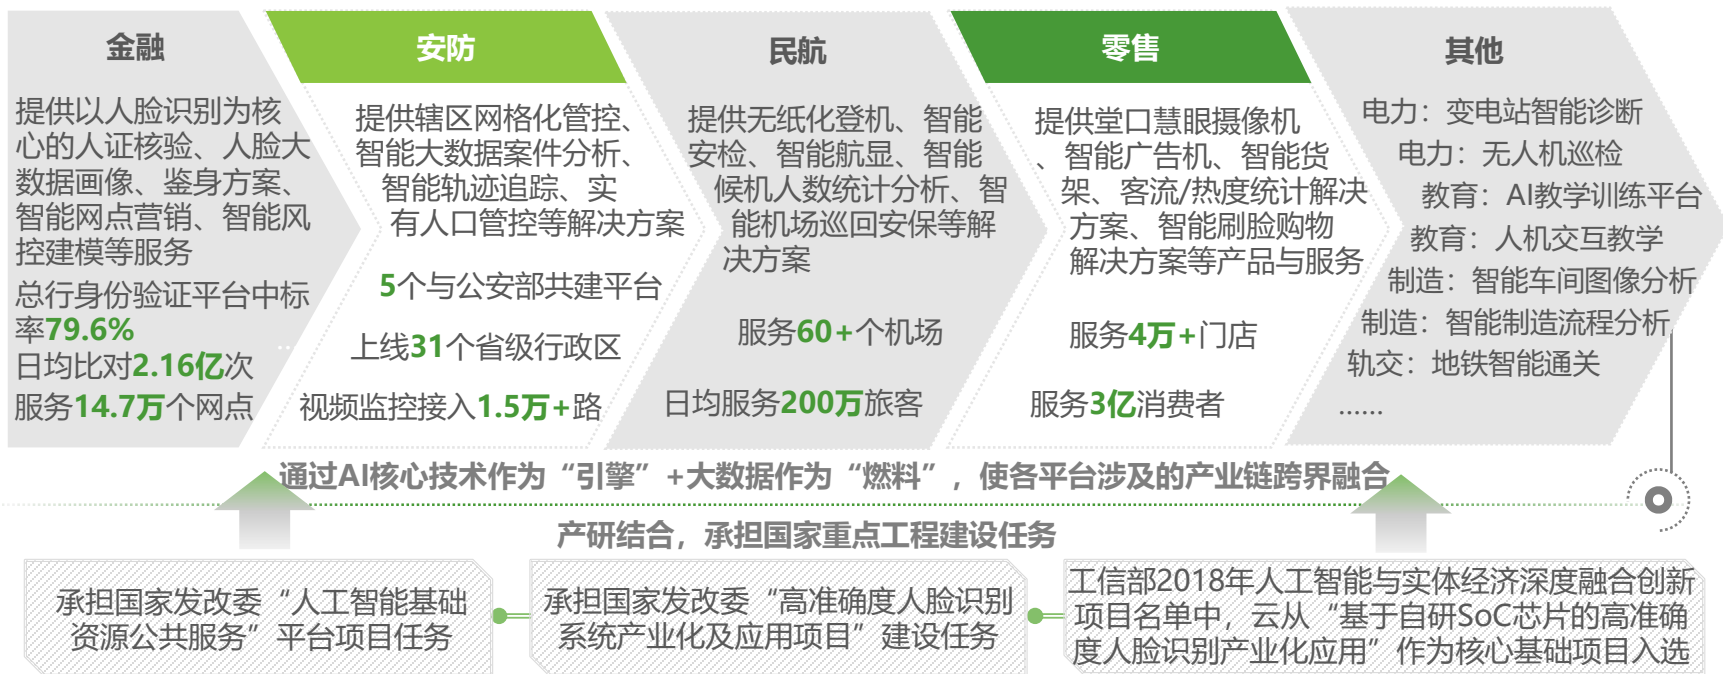 金融
提供以人脸识别为核
心的人证核验、人脸大
数据画像、鉴身方案、
智能网点营销、智能风
控建模等服务
总行身份验证平台中标
率79.6%
日均比对2.16亿次
服务14.7万个网点
安防
提供辖区网格化管控、
智能大数据案件分析、
智能轨迹追踪、实
有人口管控等解决方案
5个与公安部共建平台
上线31个省级行政区
视频监控接入1.5万+路
民航
提供无纸化登机、智能
安检、智能航显、智能
候机人数统计分析、智
能机场巡回安保等解
决方案
服务60+个机场
日均服务200万旅客
零售
提供堂口慧眼摄像机
、智能广告机、智能货
架、客流/热度统计解决
方案、智能刷脸购物
解决方案等产品与服务
服务4万+门店
服务3亿消费者
其他
电力：变电站智能诊断
电力：无人机巡检
教育：AI教学训练平台
教育：人机交互教学
制造：智能车间图像分析
制造：智能制造流程分析
轨交：地铁智能通关
......
通过AI核心技术作为“引擎”+大数据作为“燃料”，使各平台涉及的产业链跨界融合
产研结合，承担国家重点工程建设任务
承担国家发改委“人工智能基础
资源公共服务”平台项目任务
承担国家发改委“高准确度人脸识别
系统产业化及应用项目”建设任务
工信部2018年人工智能与实体经济深度融合创新
项目名单中，云从“基于自研SoC芯片的高准确
度人脸识别产业化应用”作为核心基础项目入选